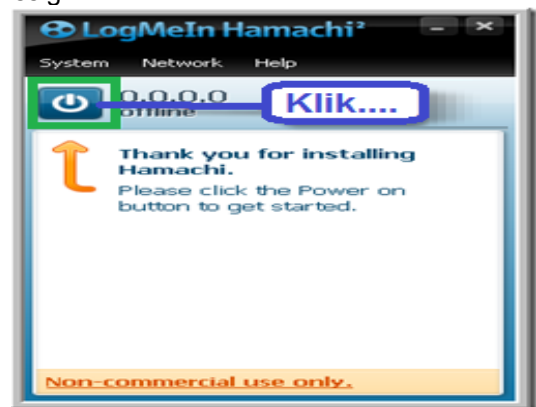 LogMeIn Hamachi²
System Network Help
0.0.0.0
offline
Klik....
Thank you for installing
Hamachi.
Please click the Power on
button to get started.
Non-commercial use only.